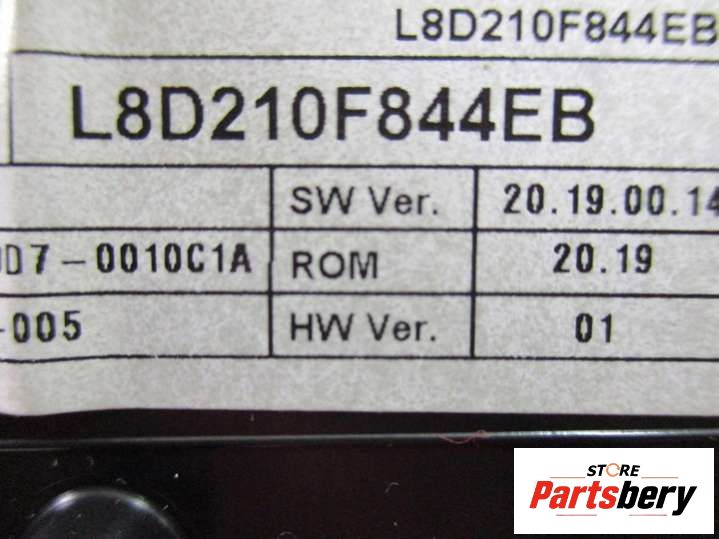 L8D210F844EB
L8D210F844EB
SW Ver. 20.19.00.14
D7-0010C1A ROM 20.19
-005 HW Ver. 01
STORE
Partsbery